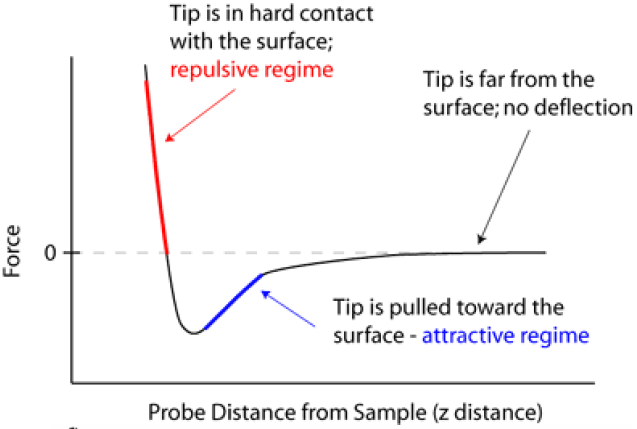 Tip is in hard contact
with the surface;
repulsive regime
Tip is far from the
surface; no deflection
Force
0
Tip is pulled toward the
surface - attractive regime
Probe Distance from Sample (z distance)